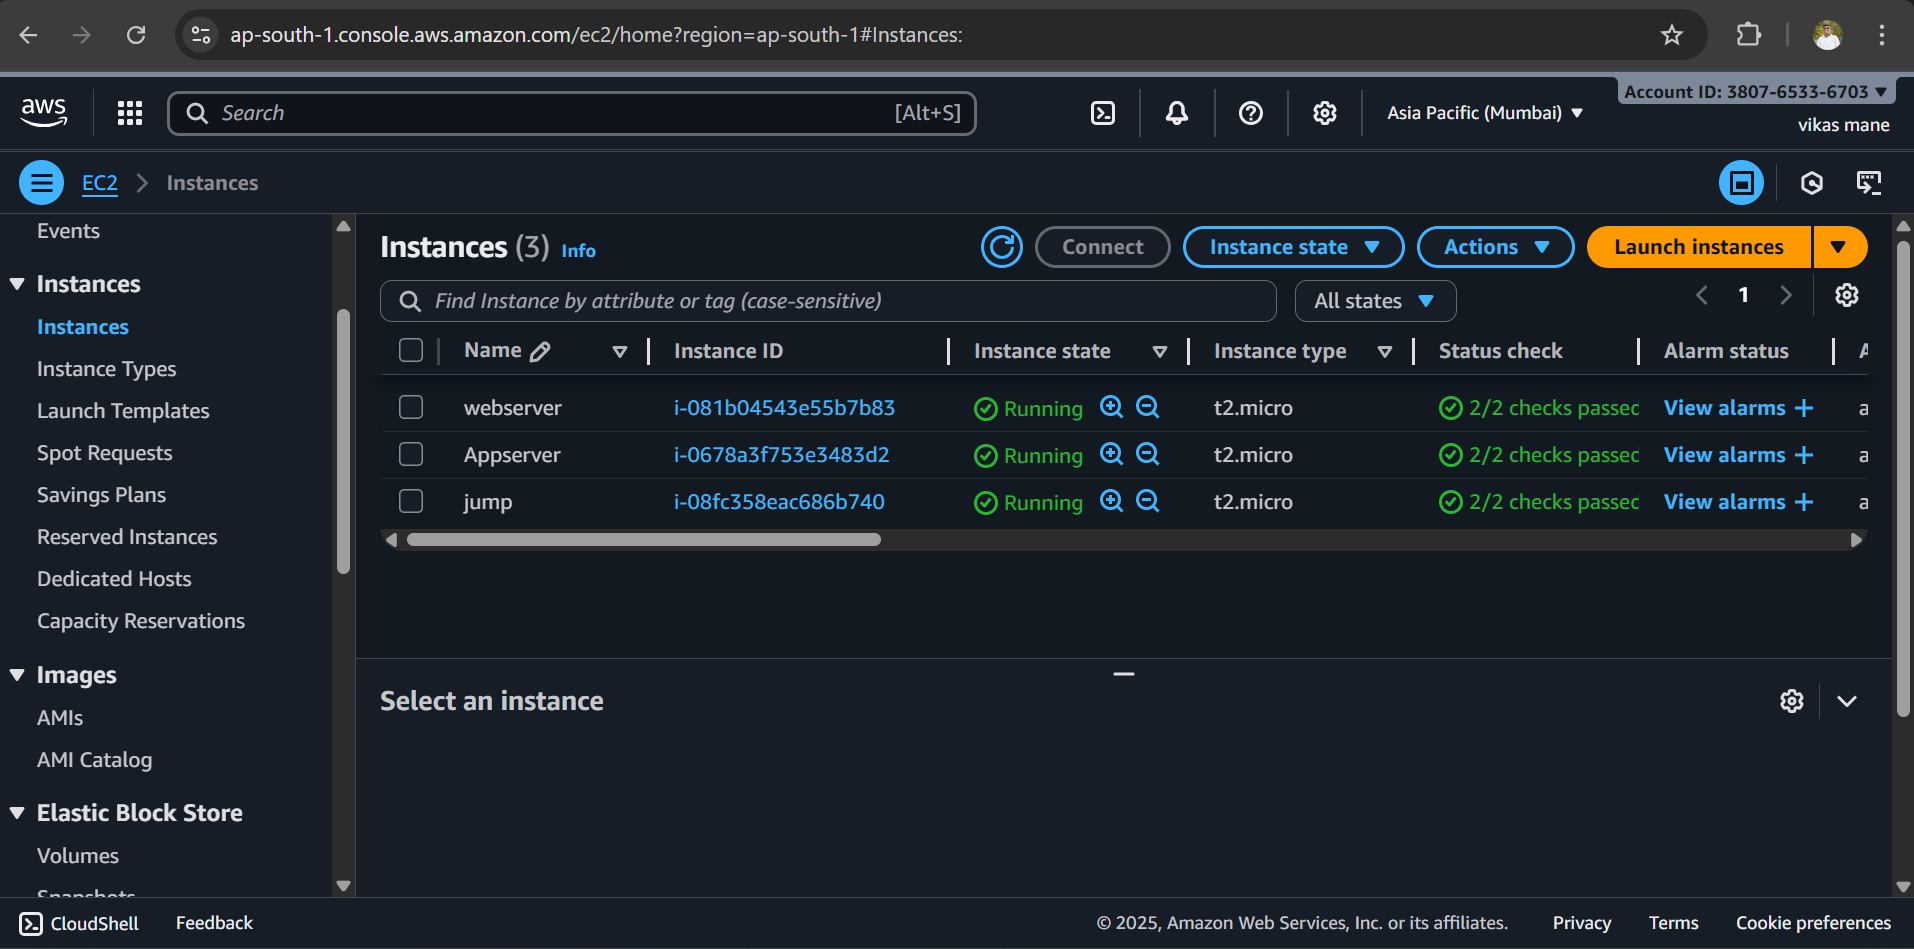 ap-south-1.console.aws.amazon.com/ec2/home?region=ap-south-1#Instances:
aws
Search [Alt+S]
Asia Pacific (Mumbai)
Account ID: 3807-6533-6703
vikas mane
EC2 Instances
Events
Instances
Instances
Instance Types
Launch Templates
Spot Requests
Savings Plans
Reserved Instances
Dedicated Hosts
Capacity Reservations
Images
AMIs
AMI Catalog
Elastic Block Store
Volumes
Snapshots
Instances (3) Info
Connect
Instance state
Actions
Launch instances
Find Instance by attribute or tag (case-sensitive)
All states
1
Name Instance ID Instance state Instance type Status check Alarm status A
webserver i-081b04543e55b7b83 Running t2.micro 2/2 checks passed View alarms + a
Appserver i-0678a3f753e3483d2 Running t2.micro 2/2 checks passed View alarms + a
jump i-08fc358eac686b740 Running t2.micro 2/2 checks passed View alarms + a
Select an instance
CloudShell Feedback © 2025, Amazon Web Services, Inc. or its affiliates. Privacy Terms Cookie preferences